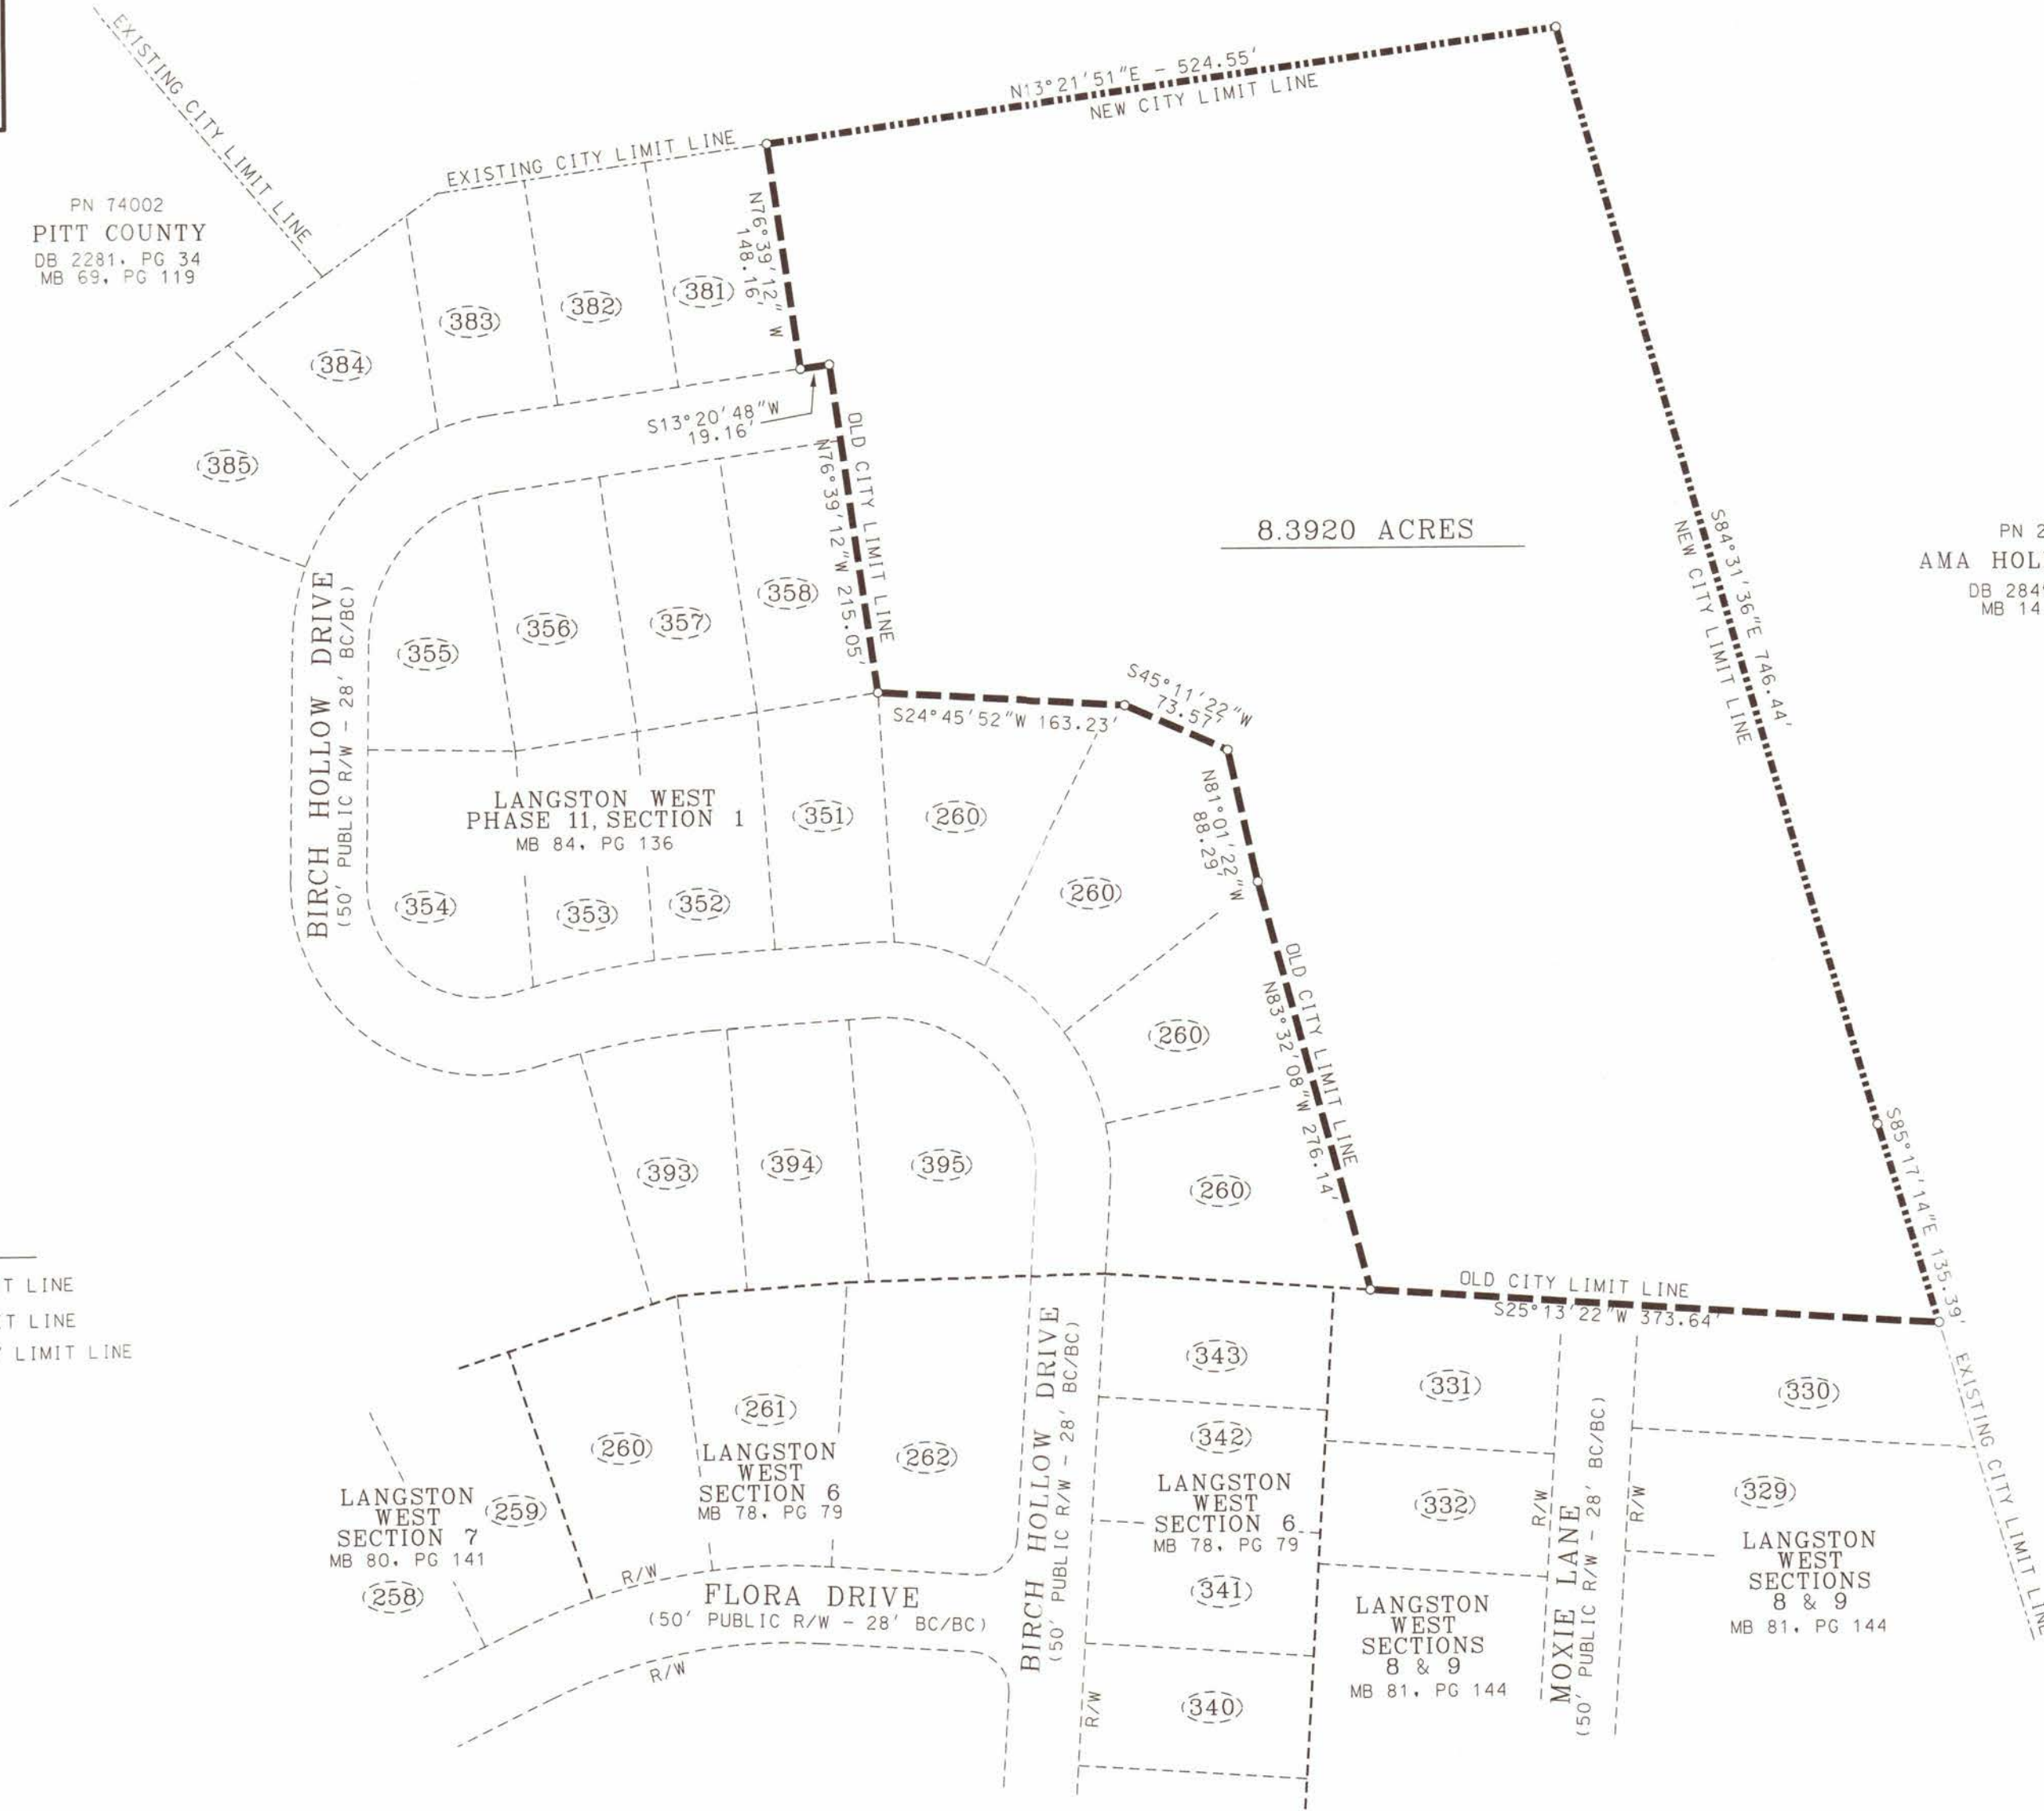 EXISTING CITY LIMIT LINE
PN 74002
PITT COUNTY
DB 2281, PG 34
MB 69, PG 119
EXISTING CITY LIMIT LINE
N13°21'51"E - 524.55'
NEW CITY LIMIT LINE
N76°39'12" W
148.16'
381
382
383
384
385
S13°20'48"W
19.16'
OLD CITY LIMIT LINE
N76°39'12"W 215.05'
8.3920 ACRES
S84°31'36"E 746.44'
NEW CITY LIMIT LINE
PN 2
AMA HOL
DB 284
MB 14
358
357
356
355
BIRCH HOLLOW DRIVE
(50' PUBLIC R/W - 28' BC/BC)
S24°45'52"W 163.23'
S45°11'22"W
73.57'
N81°01'22"W
88.29'
LANGSTON WEST
PHASE 11, SECTION 1
MB 84, PG 136
351
260
260
354
353
352
OLD CITY LIMIT LINE
N83°32'08"W 276.14'
260
393
394
395
260
S85°17'14"E 135.39'
OLD CITY LIMIT LINE
S25°13'22"W 373.64'
T LINE
IT LINE
LIMIT LINE
BIRCH HOLLOW DRIVE
(50' PUBLIC R/W - 28' BC/BC)
343
331
330
EXISTING CITY LIMIT LINE
260
261
LANGSTON
WEST
SECTION 6
MB 78, PG 79
262
342
LANGSTON
WEST
SECTION 6
MB 78, PG 79
332
R/W
MOXIE LANE
(50' PUBLIC R/W - 28' BC/BC)
R/W
329
LANGSTON
WEST
SECTIONS
8 & 9
MB 81, PG 144
LANGSTON
WEST
SECTION 7
MB 80, PG 141
259
258
R/W
FLORA DRIVE
(50' PUBLIC R/W - 28' BC/BC)
R/W
341
LANGSTON
WEST
SECTIONS
8 & 9
MB 81, PG 144
R/W
340